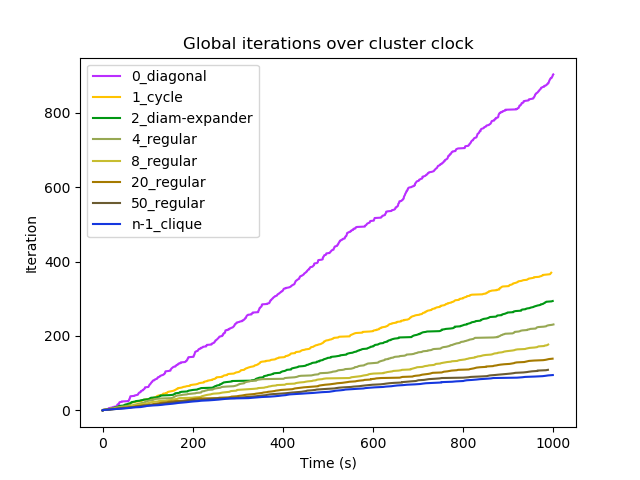 Global iterations over cluster clock
0_diagonal
1_cycle
2_diam-expander
4_regular
8_regular
20_regular
50_regular
n-1_clique
800
600
400
200
0
Iteration
0 200 400 600 800 1000
Time (s)